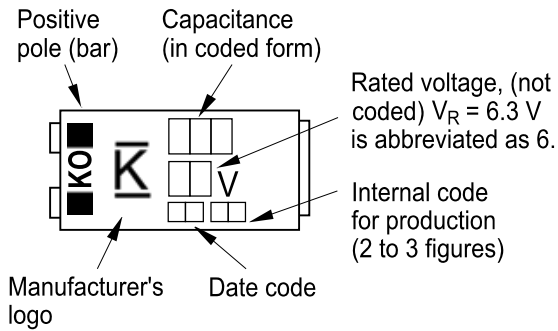 Positive
pole (bar)
Capacitance
(in coded form)
Rated voltage, (not
coded) VR = 6.3 V
is abbreviated as 6.
KO
K
V
Internal code
for production
(2 to 3 figures)
Manufacturer's
logo
Date code